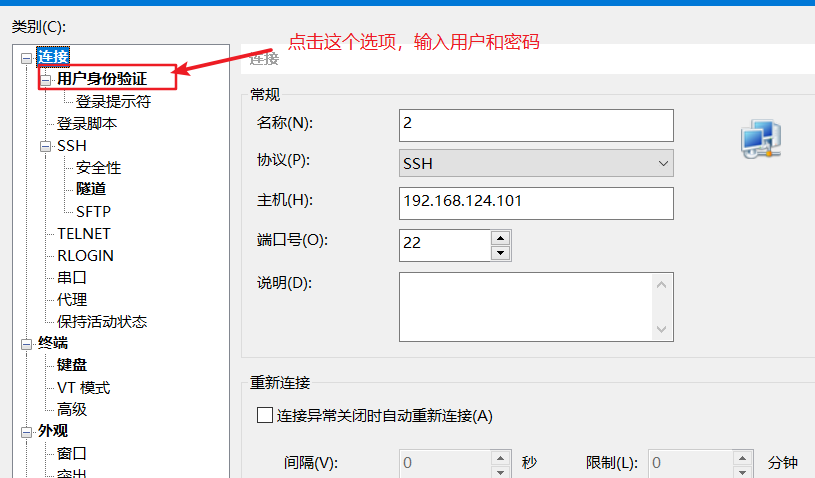 类别(C):
点击这个选项，输入用户和密码
连接
用户身份验证
登录提示符
登录脚本
SSH
安全性
隧道
SFTP
TELNET
RLOGIN
串口
代理
保持活动状态
终端
键盘
VT 模式
高级
外观
窗口
突出
连接
常规
名称(N):
2
协议(P):
SSH
主机(H):
192.168.124.101
端口号(O):
22
说明(D):
重新连接
连接异常关闭时自动重新连接(A)
间隔(V):
0
秒
限制(L):
0
分钟